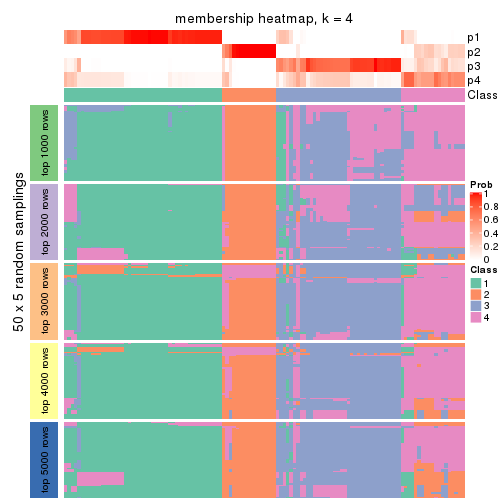 membership heatmap, k = 4
p1
p2
p3
p4
Class
50 x 5 random samplings
top 1000 rows
top 2000 rows
top 3000 rows
top 4000 rows
top 5000 rows
Prob
1
0.8
0.6
0.4
0.2
0
Class
1
2
3
4